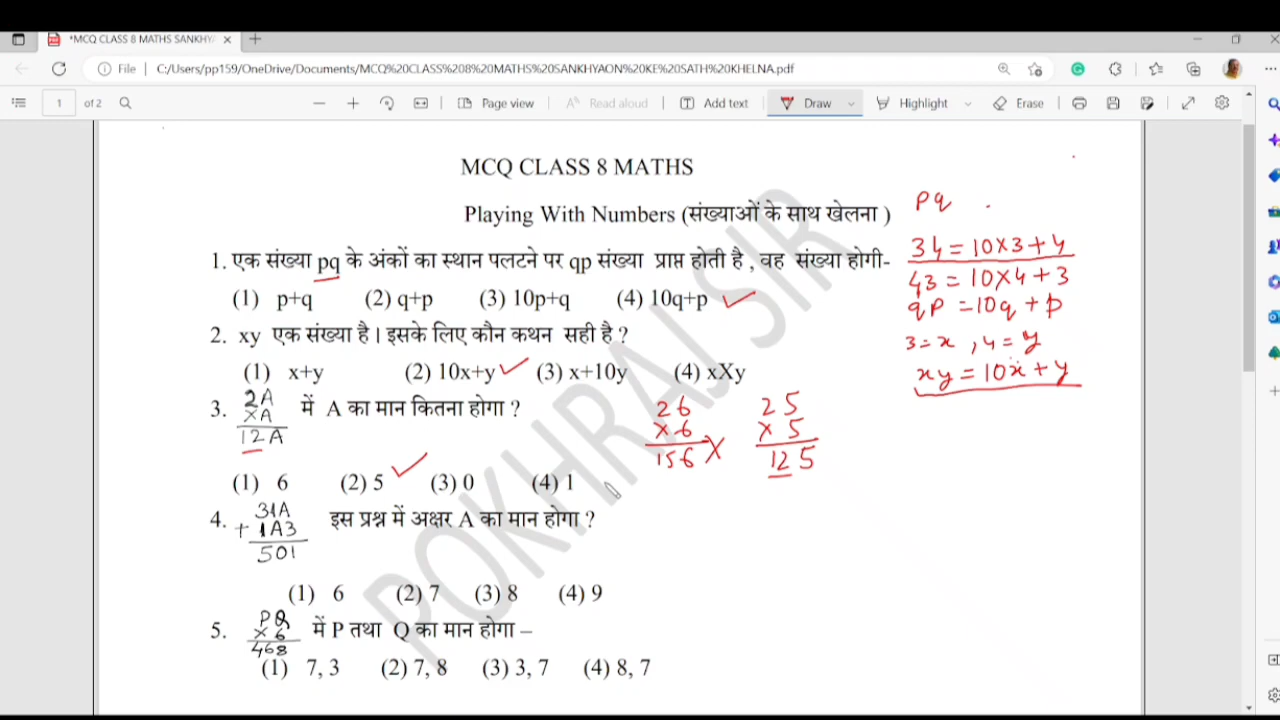 *MCQ CLASS 8 MATHS SANKHY
File C:/Users/pp159/OneDrive/Documents/MCQ%20CLASS%208%20MATHS%20SANKHYAON%20KE%20SATH%20KHELNA.pdf
1 of 2 Page view Read aloud Add text Draw Highlight Erase
MCQ CLASS 8 MATHS
Playing With Numbers (संख्याओं के साथ खेलना )
1. एक संख्या pq के अंकों का स्थान पलटने पर qp संख्या प्राप्त होती है , वह संख्या होगी-
(1) p+q (2) q+p (3) 10p+q (4) 10q+p
2. xy एक संख्या है। इसके लिए कौन कथन सही है ?
(1) x+y (2) 10x+y (3) x+10y (4) xXy
3. 2A
×A
12A
में A का मान कितना होगा ?
(1) 6 (2) 5 (3) 0 (4) 1
4. 31A
+ 1A3
501
इस प्रश्न में अक्षर A का मान होगा ?
(1) 6 (2) 7 (3) 8 (4) 9
5. PQ
× 6
468
में P तथा Q का मान होगा –
(1) 7, 3 (2) 7, 8 (3) 3, 7 (4) 8, 7
pq
34 = 10×3+4
43 = 10×4+3
qp = 10q+p
3=x , 4=y
xy = 10x+y
26
×6
156 ×
25
× 5
125
POKHRAJ SIR